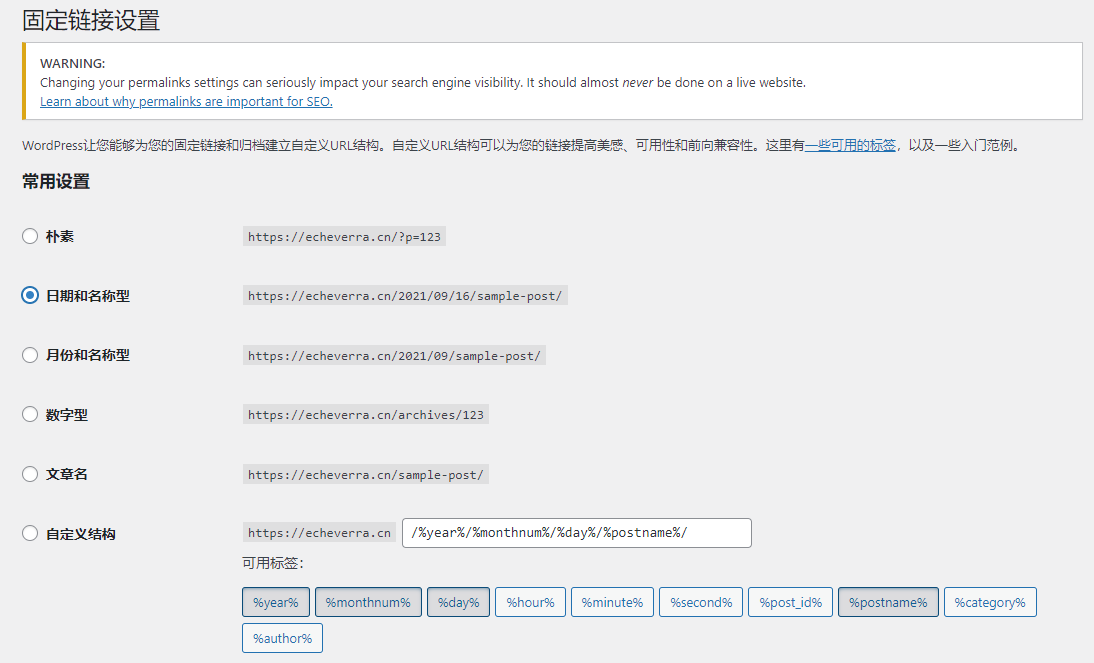 固定链接设置
WARNING:
Changing your permalinks settings can seriously impact your search engine visibility. It should almost never be done on a live website.
Learn about why permalinks are important for SEO.
WordPress让您能够为您的固定链接和归档建立自定义URL结构。自定义URL结构可以为您的链接提高美感、可用性和前向兼容性。这里有一些可用的标签，以及一些入门范例。
常用设置
朴素 https://echeverra.cn/?p=123
日期和名称型 https://echeverra.cn/2021/09/16/sample-post/
月份和名称型 https://echeverra.cn/2021/09/sample-post/
数字型 https://echeverra.cn/archives/123
文章名 https://echeverra.cn/sample-post/
自定义结构 https://echeverra.cn /%year%/%monthnum%/%day%/%postname%/
可用标签：
%year% %monthnum% %day% %hour% %minute% %second% %post_id% %postname% %category%
%author%